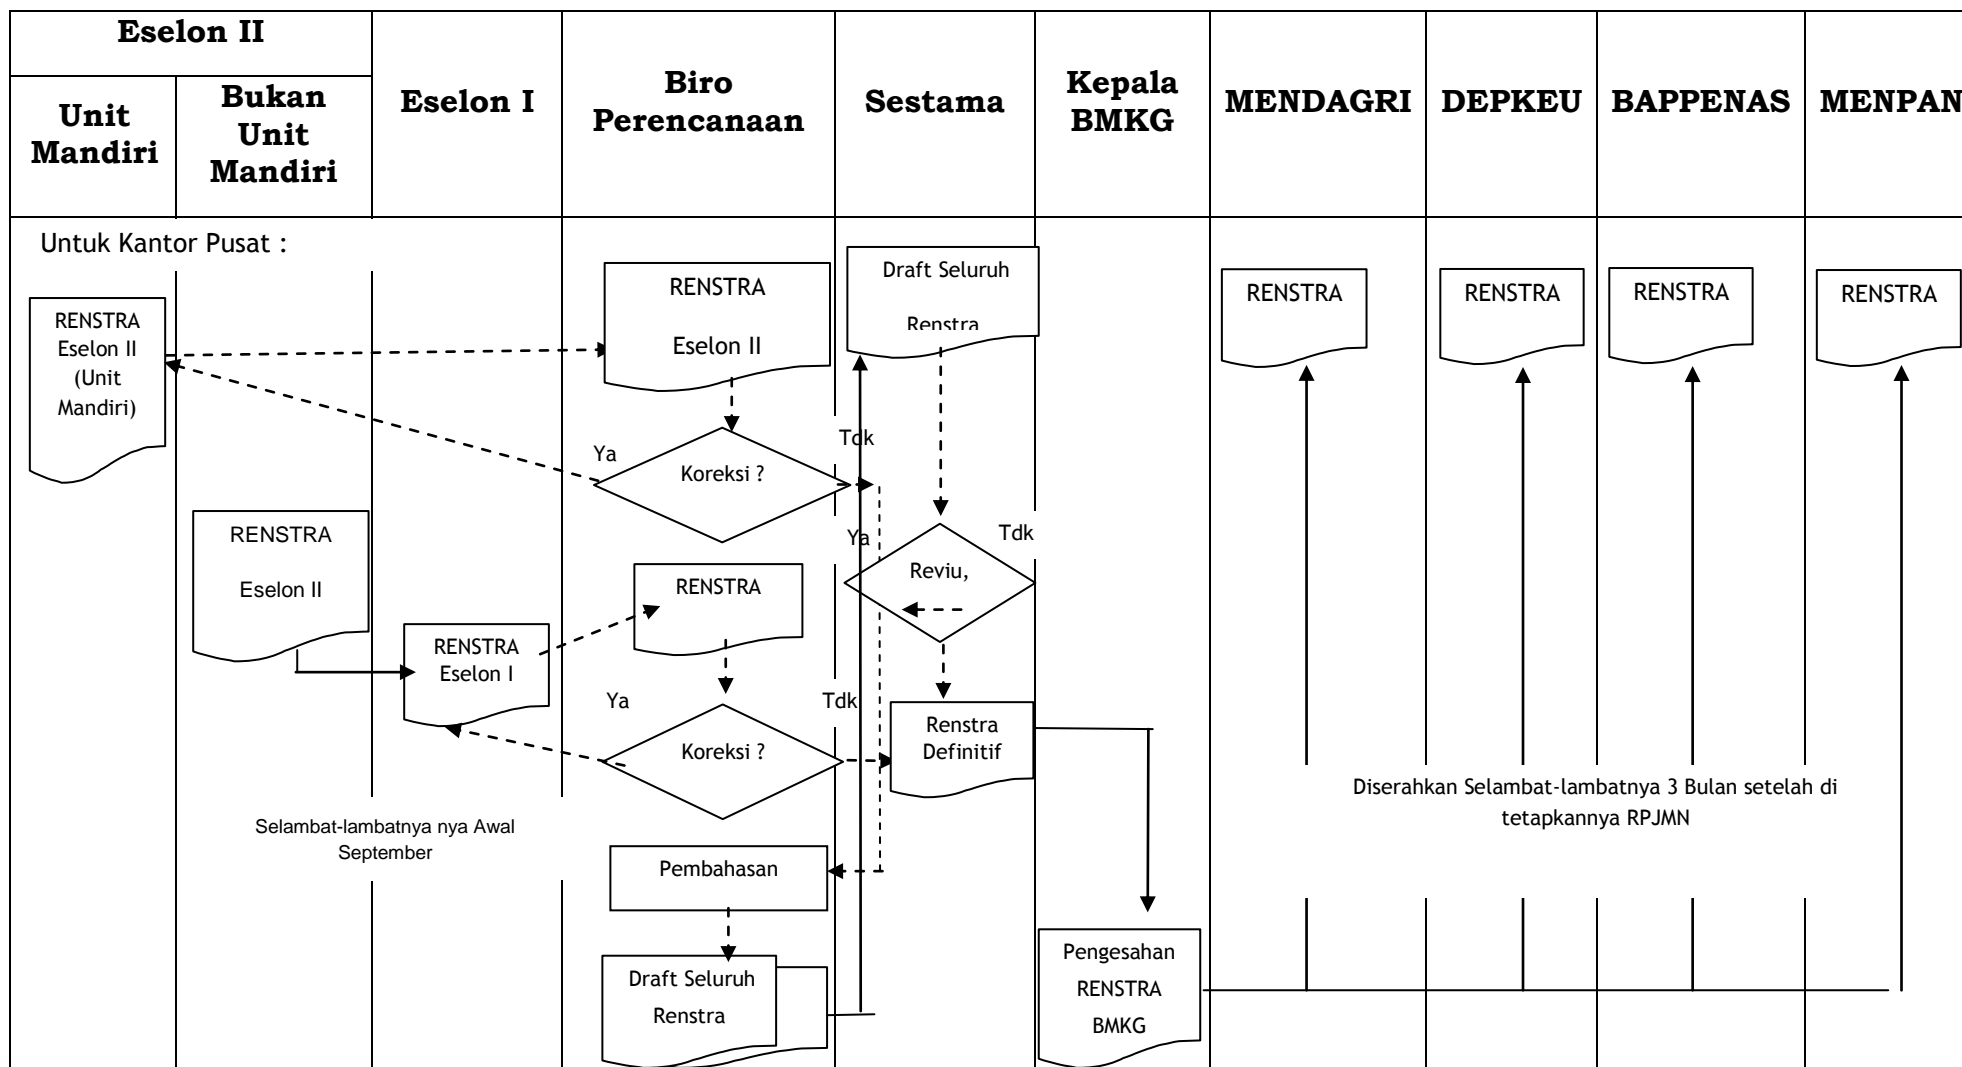 Eselon II
Unit
Mandiri
Bukan
Unit
Mandiri
Eselon I
Biro
Perencanaan
Sestama
Kepala
BMKG
MENDAGRI
DEPKEU
BAPPENAS
MENPAN
Untuk Kantor Pusat :
RENSTRA
Eselon II
(Unit
Mandiri)
RENSTRA
Eselon II
Draft Seluruh
Renstra
RENSTRA
RENSTRA
RENSTRA
RENSTRA
Ya
Koreksi ?
Tdk
RENSTRA
Eselon II
Ya
Reviu,
Tdk
RENSTRA
RENSTRA
Eselon I
Ya
Koreksi ?
Tdk
Renstra
Definitif
Diserahkan Selambat-lambatnya 3 Bulan setelah di
tetapkannya RPJMN
Selambat-lambatnya nya Awal
September
Pembahasan
Draft Seluruh
Renstra
Pengesahan
RENSTRA
BMKG